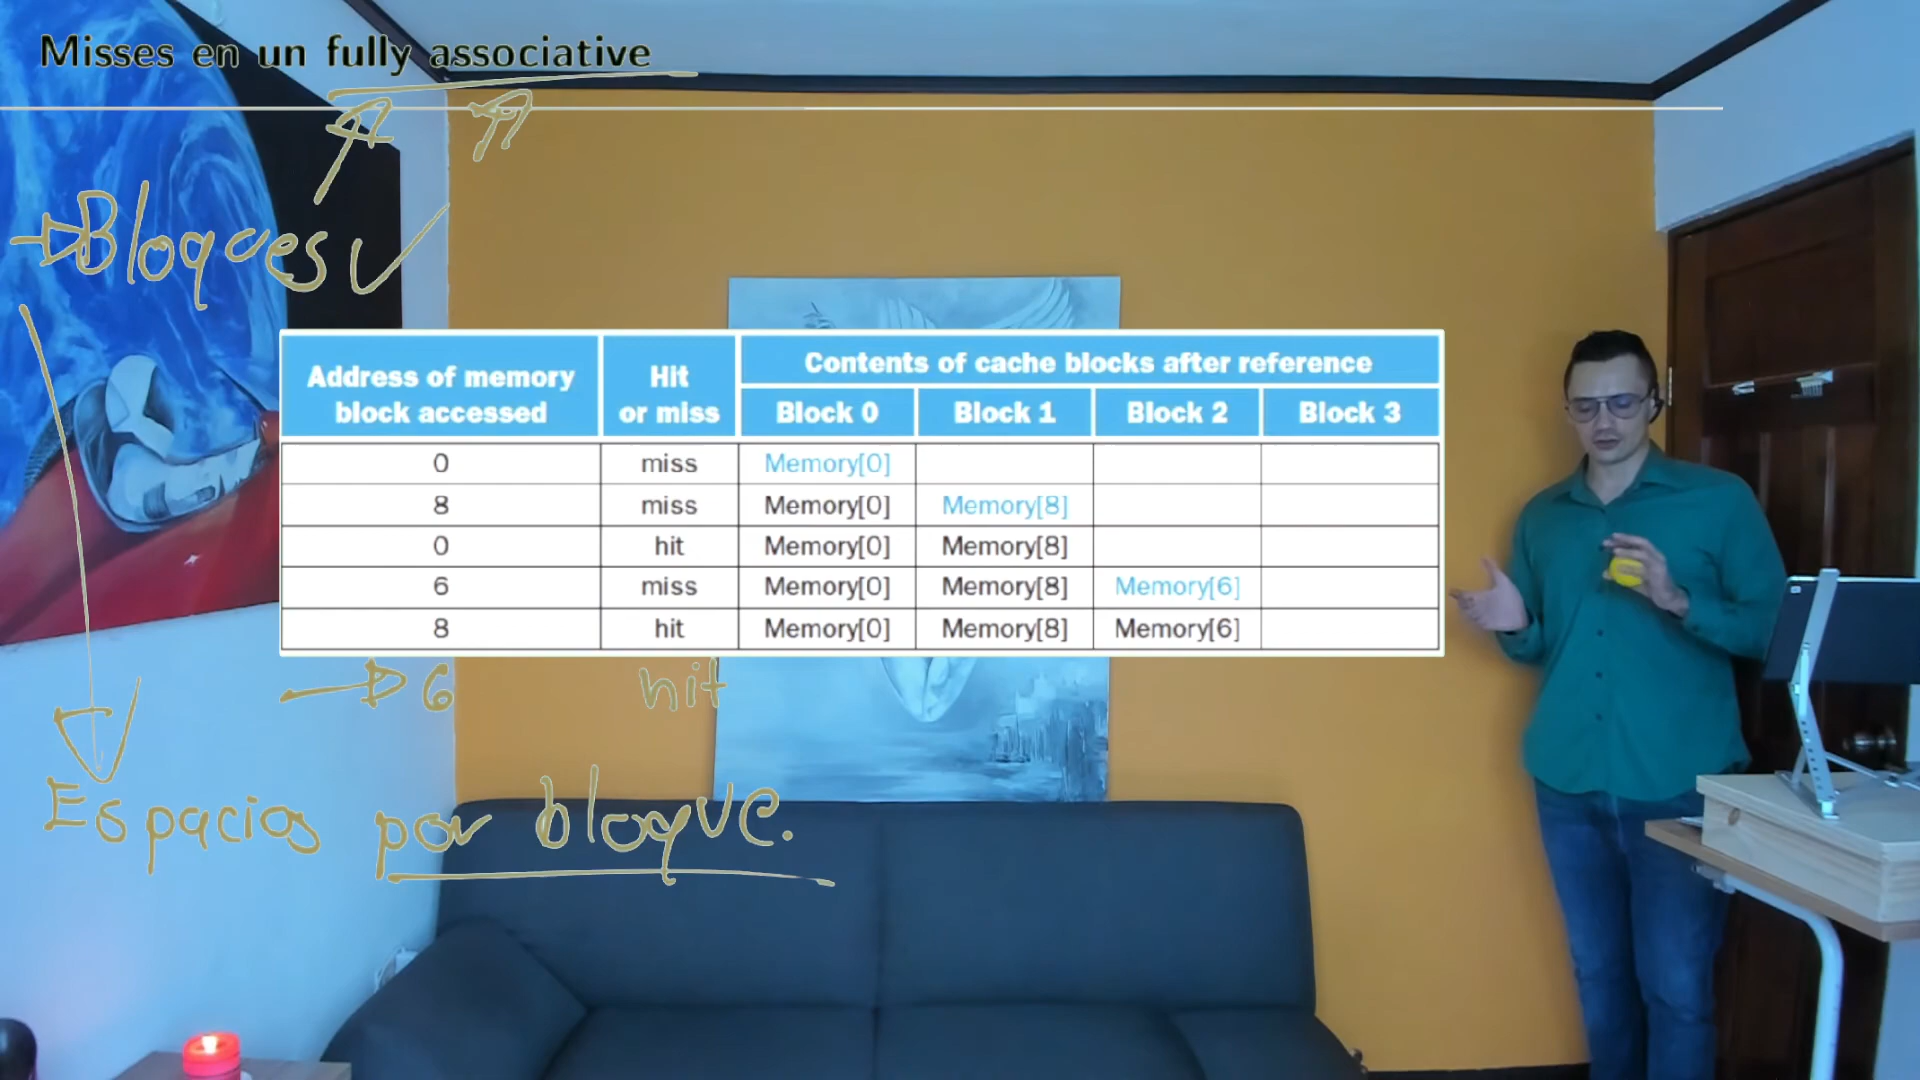 Misses en un fully associative
Bloques
Address of memory block accessed
Hit or miss
Contents of cache blocks after reference
Block 0 Block 1 Block 2 Block 3
0 miss Memory[0]
8 miss Memory[0] Memory[8]
0 hit Memory[0] Memory[8]
6 miss Memory[0] Memory[8] Memory[6]
8 hit Memory[0] Memory[8] Memory[6]
6 hit
Espacios por bloque.